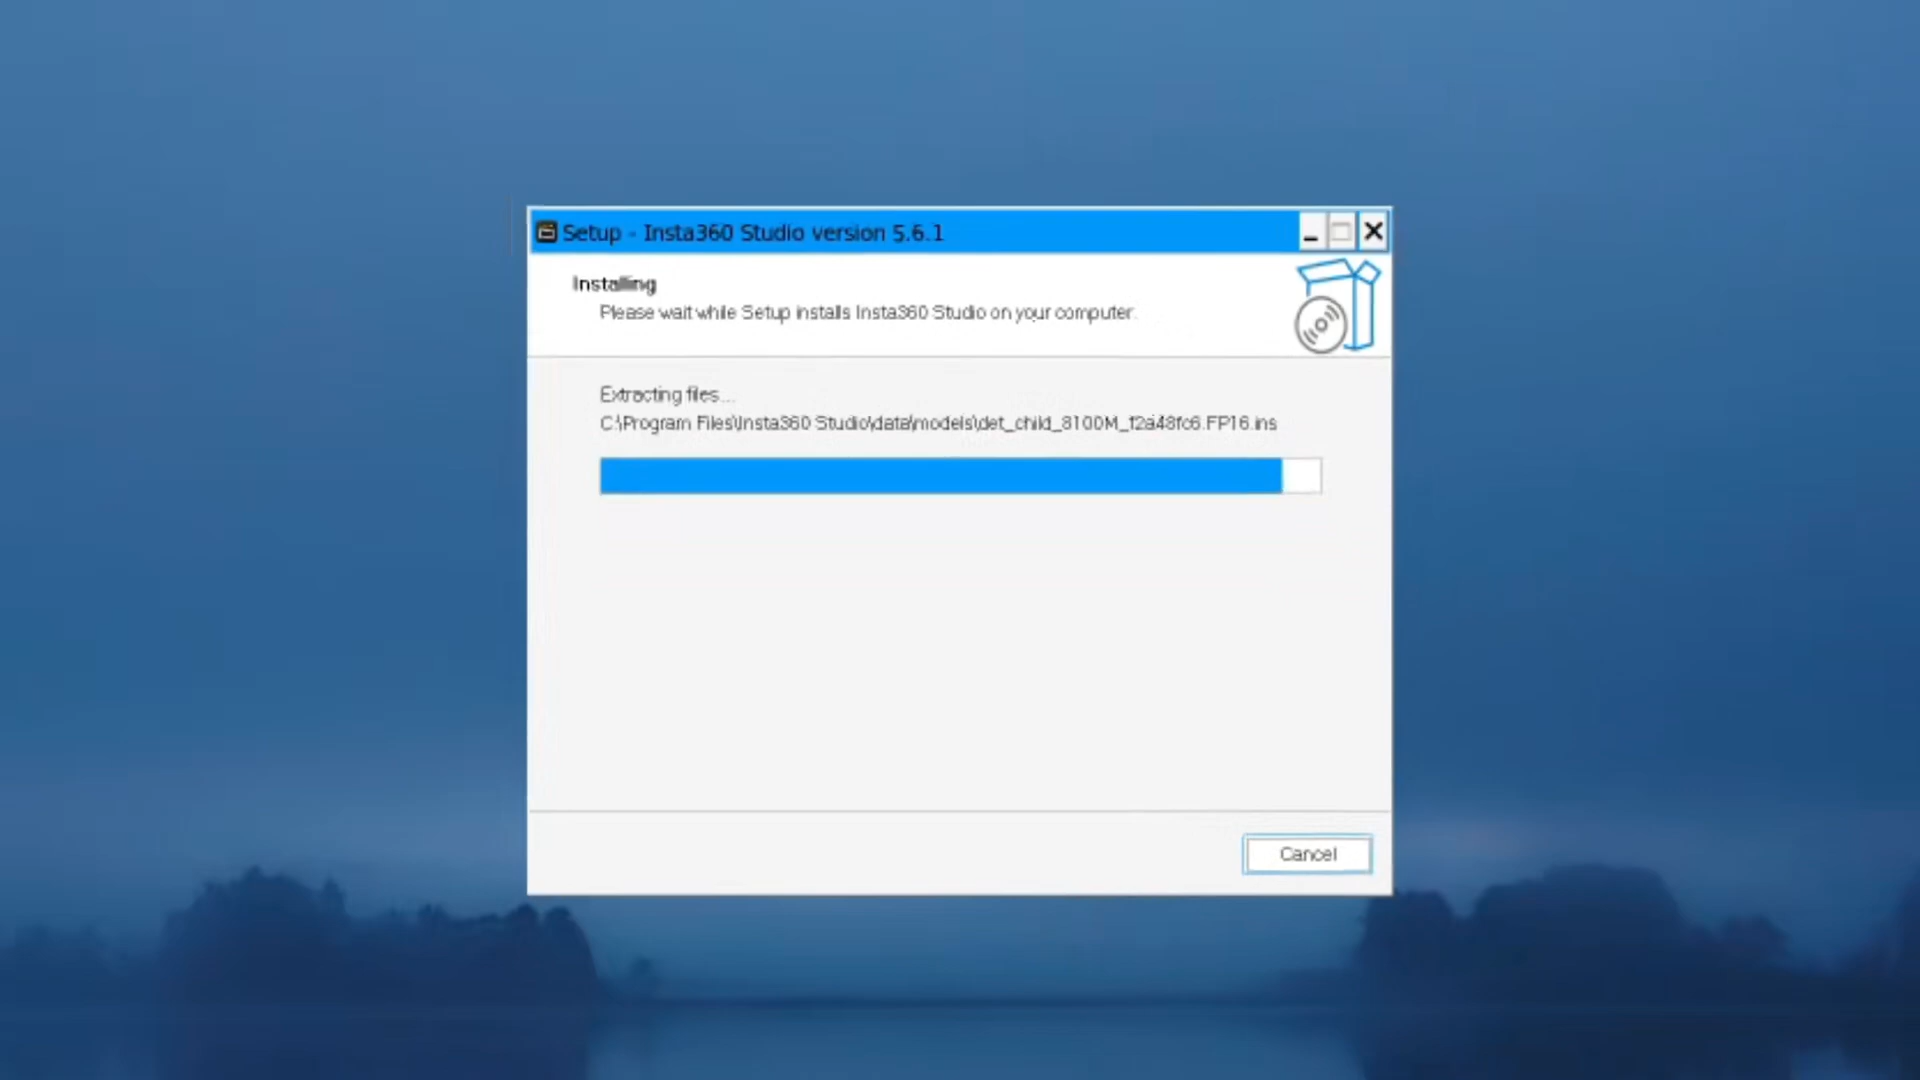 Setup - Insta360 Studio version 5.6.1
Installing
Please wait while Setup installs Insta360 Studio on your computer.
Extracting files...
C:\Program Files\Insta360 Studio\data\models\det_child_8100M_f2a48fc6.FP16.ins
Cancel